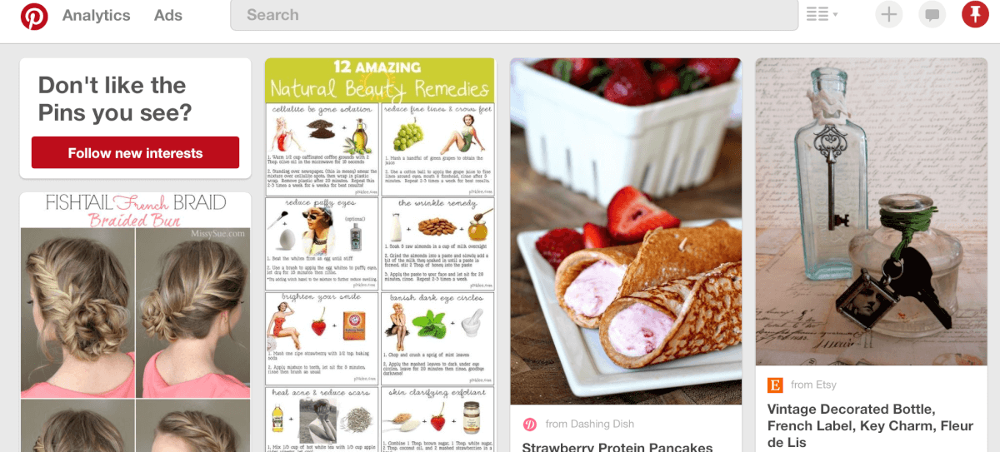 Analytics
Ads
Search
Don't like the
Pins you see?
Follow new interests
FISHTAIL French BRAID
Braided Bun
MissySue.com
12 AMAZING
Natural Beauty Remedies
cellulite be gone solution
1. Warm 1/2 cup caffinated coffee grounds with 2
Tbsp. olive oil in the microwave for 10 seconds
2. Standing over newspaper, (this is messy) smear the
mixture over cellulite spots, then wrap in plastic
wrap. Remove plastic after 20 minutes. Repeat this
2-3 times a week for 4 weeks for best results!
reduce fine lines & crows feet
1. Mash a handful of green grapes to obtain the
juice
2. Use a cotton ball to apply the grape juice to fine
lines around eyes, mouth & forehead, rinse after 5
minutes. Repeat 2-3 times a week for best results.
reduce puffy eyes
(optional)
1. Beat the whites from an egg until stiff
2. Use a brush to apply the egg whites to puffy eyes,
let dry for 10 minutes then rinse.
the wrinkle remedy
1. Soak 5 raw almonds in a cup of milk overnight
2. Grind the almonds into a paste and slowly add a
bit of the milk they soaked in until a paste is
formed, stir 2 Tbsp. of honey into the paste
3. Apply the paste to your face and let sit for 20
minutes, rinse. Repeat 2-3 times a week
brighten your smile
1. Mash one ripe strawberry with 1/2 tsp. baking
soda
2. Apply mixture to teeth, let sit for 5 minutes,
rinse then brush as usual
banish dark eye circles
1. Chop and crush a sprig of mint leaves
2. Apply the mashed leaves to dark under eye
circles, leave for 20 minutes then rinse, goodbye
darkness!
heal acne & reduce scars
1. Mix 1/2 cup of hot white tea with 1/2 cup apple
skin clarifying exfoliant
1. Combine 1 Tbsp. brown sugar, 1 Tbsp. white sugar,
2 Tbsp. coconut oil, and 2 mashed strawberries in a
from Dashing Dish
Strawberry Protein Pancakes
E from Etsy
Vintage Decorated Bottle,
French Label, Key Charm, Fleur
de Lis